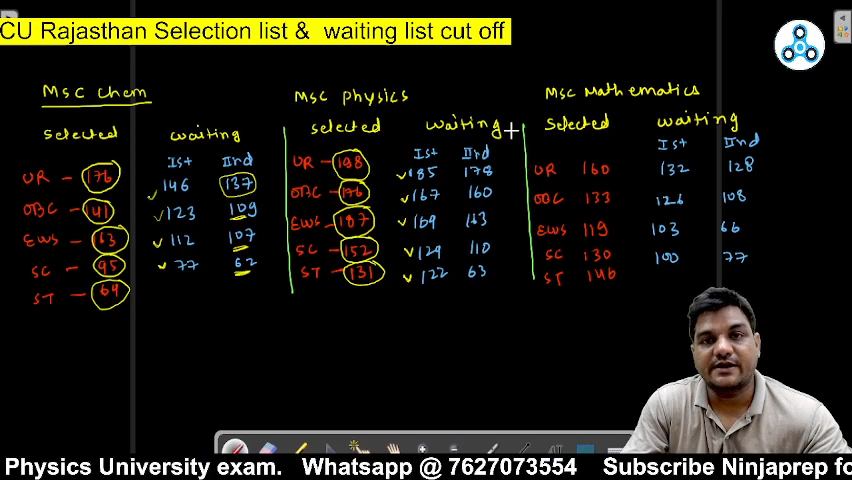 CU Rajasthan Selection list & waiting list cut off
MSC Chem
Selected waiting
Ist IInd
UR - 176 146 137
OBC - 141 123 109
EWS - 163 112 107
SC - 95 77 62
ST - 69
MSC Physics
Selected waiting
Ist IInd
UR - 198 185 178
OBC - 176 167 160
EWS - 187 169 163
SC - 152 129 110
ST - 131 122 63
MSC Mathematics
Selected waiting
Ist IInd
UR 160 132 128
OBC 133 126 108
EWS 119 103 66
SC 130 100 77
ST 146
Physics University exam. Whatsapp @ 7627073554 Subscribe Ninjaprep fo